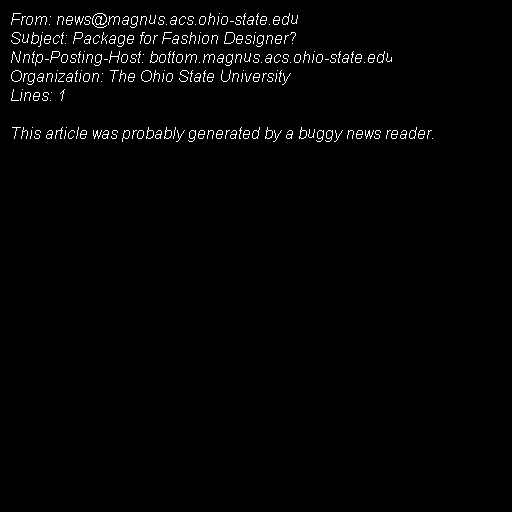 From: news@magnus.acs.ohio-state.edu
Subject: Package for Fashion Designer?
Nntp-Posting-Host: bottom.magnus.acs.ohio-state.edu
Organization: The Ohio State University
Lines: 1

This article was probably generated by a buggy news reader.